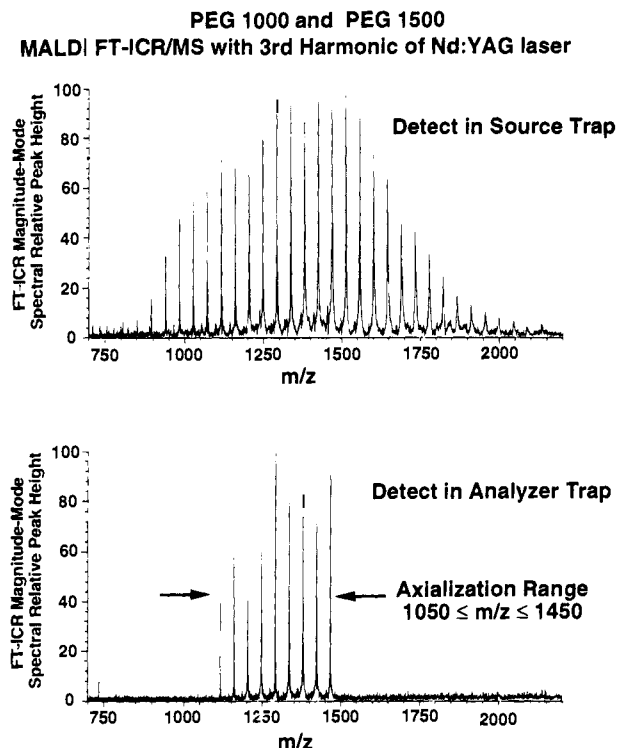 PEG 1000 and PEG 1500
MALDI FT-ICR/MS with 3rd Harmonic of Nd:YAG laser
FT-ICR Magnitude-Mode
Spectral Relative Peak Height
100
80
60
40
20
0
Detect in Source Trap
750 1000 1250 1500 1750 2000
m/z
FT-ICR Magnitude-Mode
Spectral Relative Peak Height
100
80
60
40
20
0
Detect in Analyzer Trap
Axialization Range
1050 ≤ m/z ≤ 1450
750 1000 1250 1500 1750 2000
m/z